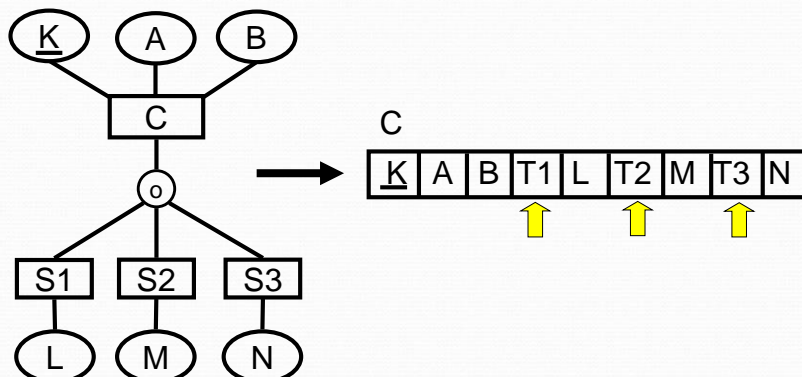 K A B
C
C
K A B T1 L T2 M T3 N
o
S1 S2 S3
L M N